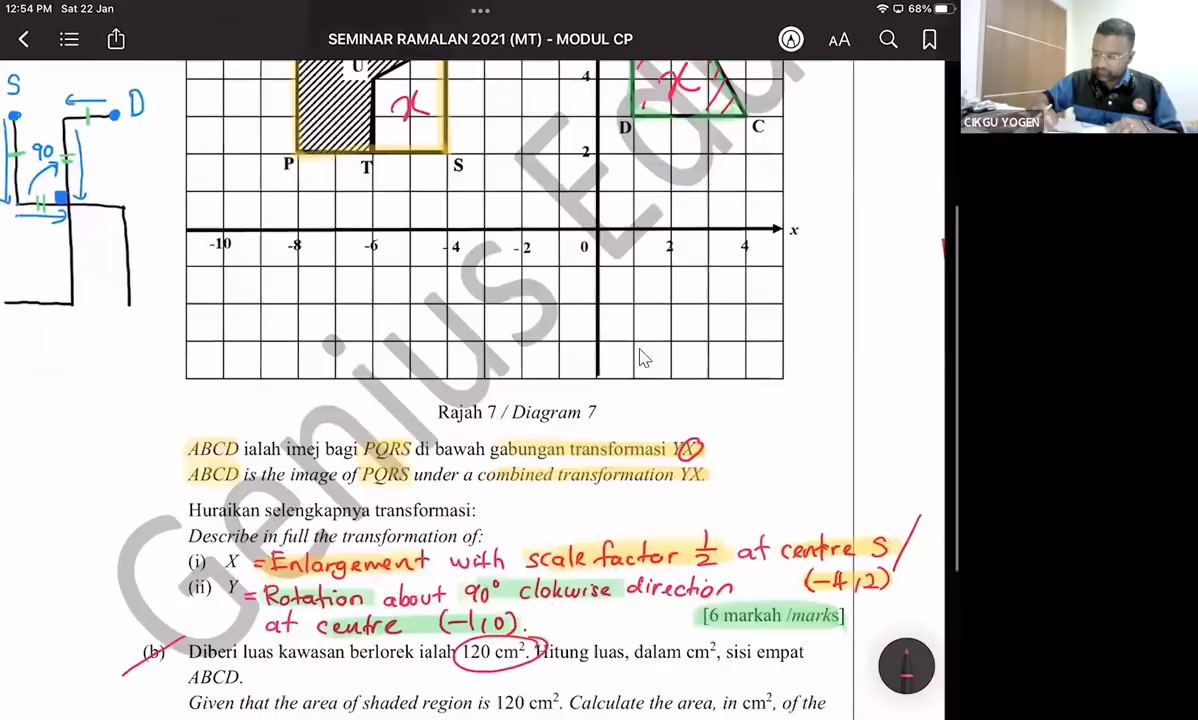 12:54 PM Sat 22 Jan
68%
SEMINAR RAMALAN 2021 (MT) - MODUL CP
AA
CIKGU YOGEN
S
D
90
U
x
x
4
D
C
P
T
S
2
-10
-8
-6
-4
-2
0
2
4
x
Genius Edu
Rajah 7 / Diagram 7
ABCD ialah imej bagi PQRS di bawah gabungan transformasi YX
ABCD is the image of PQRS under a combined transformation YX.
Huraikan selengkapnya transformasi:
Describe in full the transformation of:
(i) X = Enlargement with scale factor 1/2 at centre S
(-4,2)
(ii) Y = Rotation about 90° clokwise direction
at centre (-1,0).
[6 markah /marks]
(b) Diberi luas kawasan berlorek ialah 120 cm². Hitung luas, dalam cm², sisi empat
ABCD.
Given that the area of shaded region is 120 cm². Calculate the area, in cm², of the